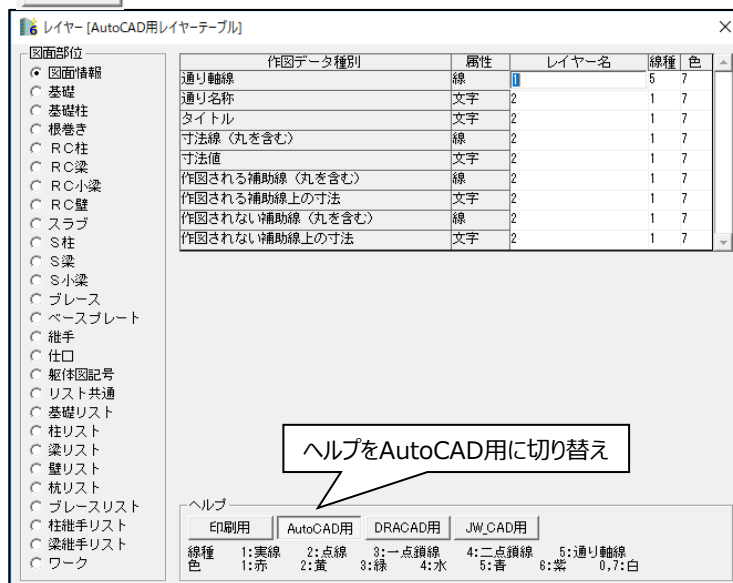 レイヤー [AutoCAD用レイヤーテーブル]
図面部位
図面情報
基礎
基礎柱
根巻き
ＲＣ柱
ＲＣ梁
ＲＣ小梁
ＲＣ壁
スラブ
Ｓ柱
Ｓ梁
Ｓ小梁
ブレース
ベースプレート
継手
仕口
躯体図記号
リスト共通
基礎リスト
柱リスト
梁リスト
壁リスト
杭リスト
ブレースリスト
柱継手リスト
梁継手リスト
ワーク
作図データ種別 属性 レイヤー名 線種 色
通り軸線 線 1 5 7
通り名称 文字 2 1 7
タイトル 文字 2 1 7
寸法線（丸を含む） 線 2 1 7
寸法値 文字 2 1 7
作図される補助線（丸を含む） 線 2 1 7
作図される補助線上の寸法 文字 2 1 7
作図されない補助線（丸を含む） 線 2 1 7
作図されない補助線上の寸法 文字 2 1 7
ヘルプをAutoCAD用に切り替え
ヘルプ
印刷用 AutoCAD用 DRACAD用 JW_CAD用
線種 1:実線 2:点線 3:一点鎖線 4:二点鎖線 5:通り軸線
色 1:赤 2:黄 3:緑 4:水 5:青 6:紫 0,7:白